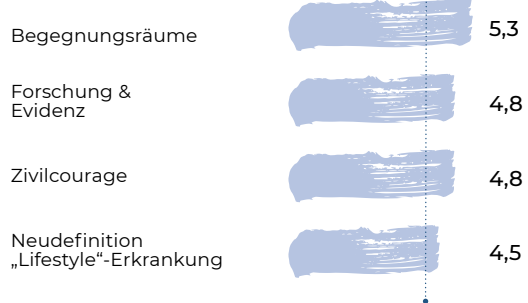 Begegnungsräume 5,3
Forschung &
Evidenz 4,8
Zivilcourage 4,8
Neudefinition
„Lifestyle“-Erkrankung 4,5